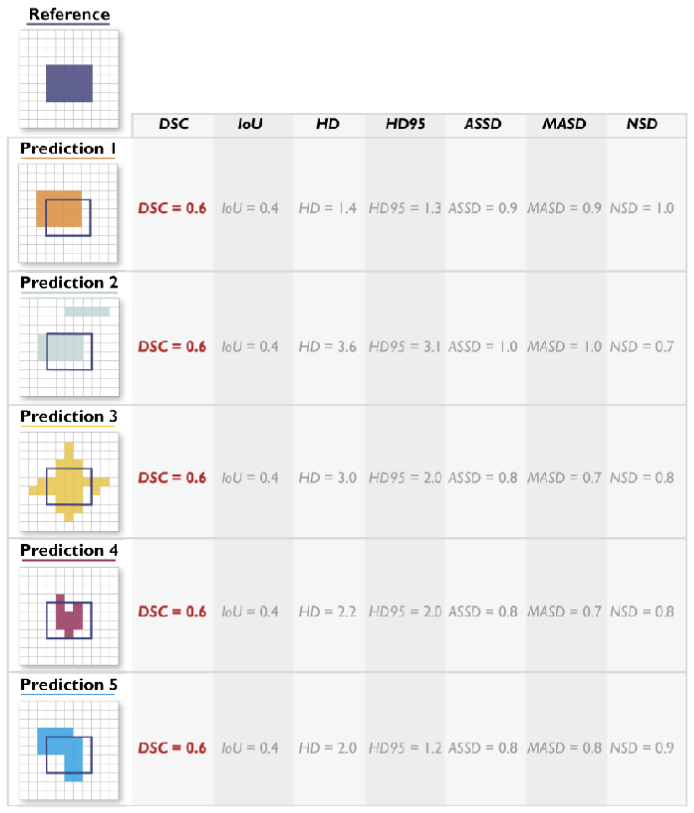 Reference
DSC IoU HD HD95 ASSD MASD NSD
Prediction 1
DSC = 0.6 IoU = 0.4 HD = 1.4 HD95 = 1.3 ASSD = 0.9 MASD = 0.9 NSD = 1.0
Prediction 2
DSC = 0.6 IoU = 0.4 HD = 3.6 HD95 = 3.1 ASSD = 1.0 MASD = 1.0 NSD = 0.7
Prediction 3
DSC = 0.6 IoU = 0.4 HD = 3.0 HD95 = 2.0 ASSD = 0.8 MASD = 0.7 NSD = 0.8
Prediction 4
DSC = 0.6 IoU = 0.4 HD = 2.2 HD95 = 2.0 ASSD = 0.8 MASD = 0.7 NSD = 0.8
Prediction 5
DSC = 0.6 IoU = 0.4 HD = 2.0 HD95 = 1.2 ASSD = 0.8 MASD = 0.8 NSD = 0.9